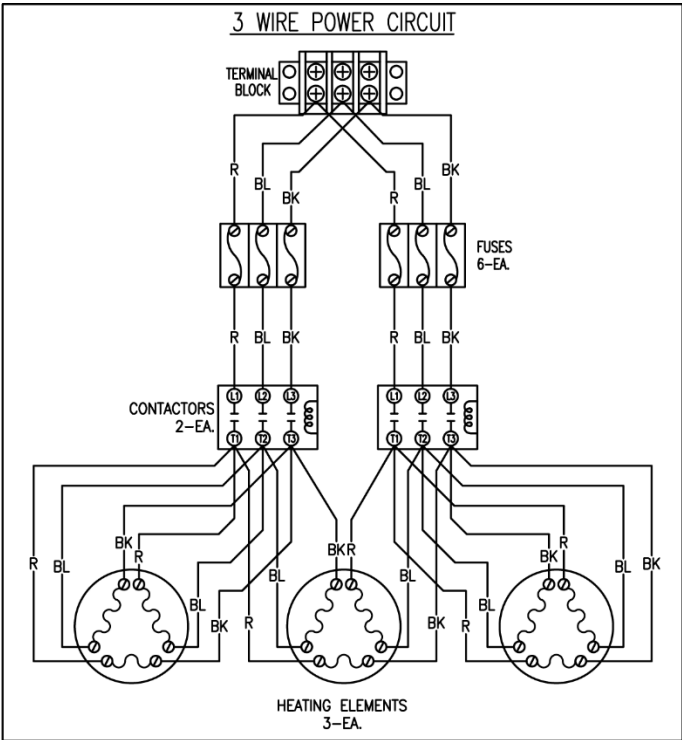 3 WIRE POWER CIRCUIT
TERMINAL
BLOCK
R BL BK R BL BK
FUSES
6-EA.
R BL BK R BL BK
L1 L2 L3 L1 L2 L3
CONTACTORS
2-EA.
T1 T2 T3 T1 T2 T3
R BL BK R BL BK R BL BK R BL BK R BL BK R BL BK
HEATING ELEMENTS
3-EA.